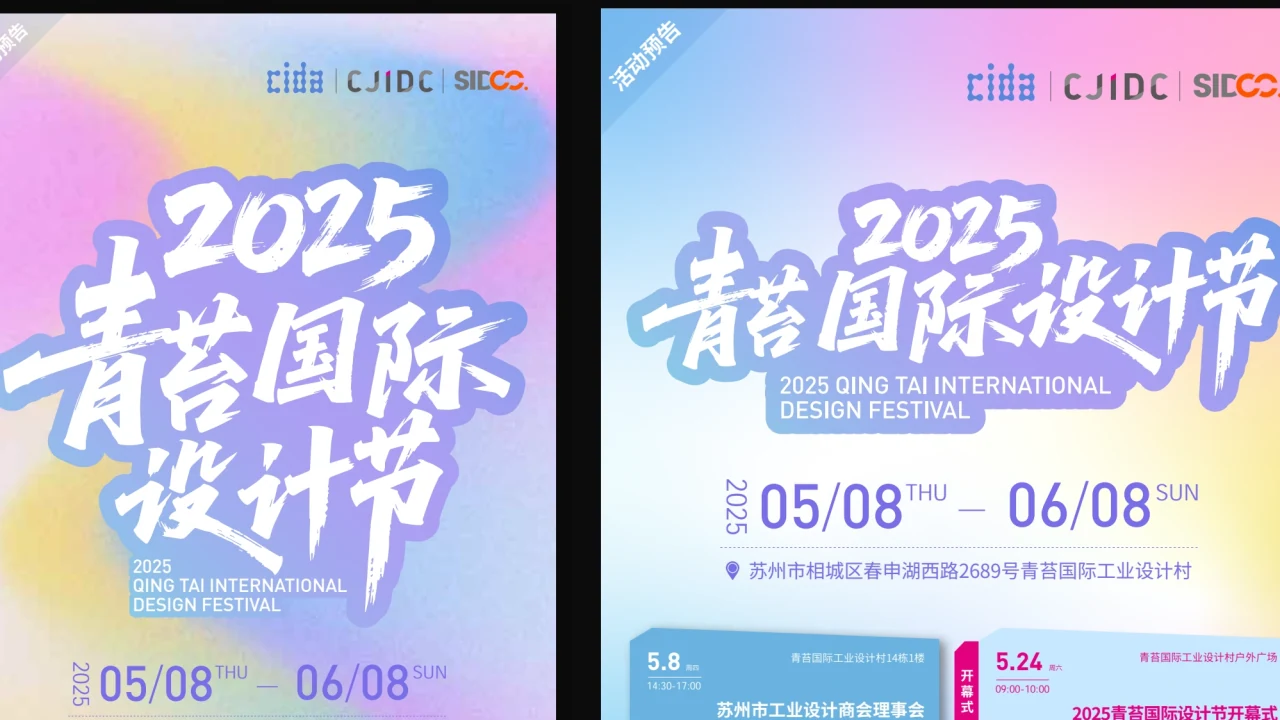 预告
cida CJIDC SIDCO.
2025
青苔国际
设计节
2025
QING TAI INTERNATIONAL
DESIGN FESTIVAL
2025 05/08 THU — 06/08 SUN
活动预告
cida CJIDC SIDCO.
2025
青苔国际设计节
2025 QING TAI INTERNATIONAL
DESIGN FESTIVAL
2025 05/08 THU — 06/08 SUN
苏州市相城区春申湖西路2689号青苔国际工业设计村
5.8 周四 青苔国际工业设计村14栋1楼
14:30-17:00
苏州市工业设计商会理事会
开幕式
5.24 周六 青苔国际工业设计村户外广场
09:00-10:00
2025青苔国际设计节开幕式